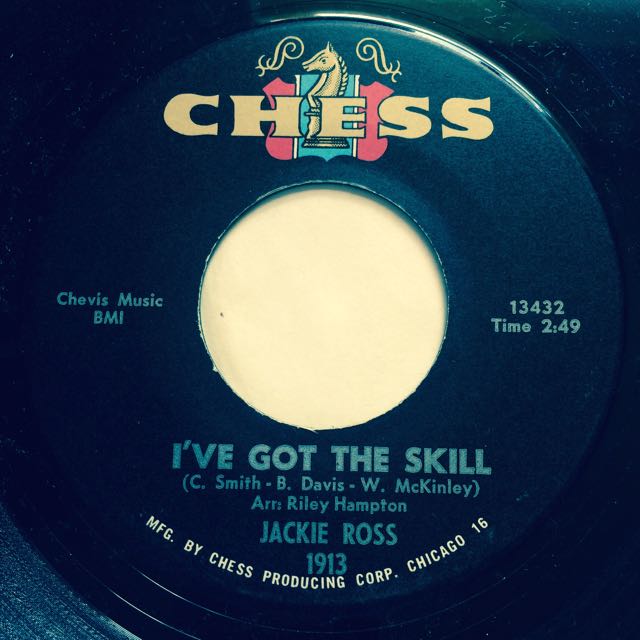 CHESS
Chevis Music
BMI
13432
Time 2:49
I'VE GOT THE SKILL
(C. Smith - B. Davis - W. McKinley)
Arr: Riley Hampton
JACKIE ROSS
1913
MFG. BY CHESS PRODUCING CORP. CHICAGO 16